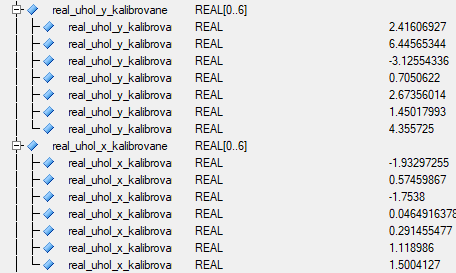 real_uhol_y_kalibrovane REAL[0..6]
real_uhol_y_kalibrova REAL 2.41606927
real_uhol_y_kalibrova REAL 6.44565344
real_uhol_y_kalibrova REAL -3.12554336
real_uhol_y_kalibrova REAL 0.7050622
real_uhol_y_kalibrova REAL 2.67356014
real_uhol_y_kalibrova REAL 1.45017993
real_uhol_y_kalibrova REAL 4.355725
real_uhol_x_kalibrovane REAL[0..6]
real_uhol_x_kalibrova REAL -1.93297255
real_uhol_x_kalibrova REAL 0.57459867
real_uhol_x_kalibrova REAL -1.7538
real_uhol_x_kalibrova REAL 0.0464916378
real_uhol_x_kalibrova REAL 0.291455477
real_uhol_x_kalibrova REAL 1.118986
real_uhol_x_kalibrova REAL 1.5004127